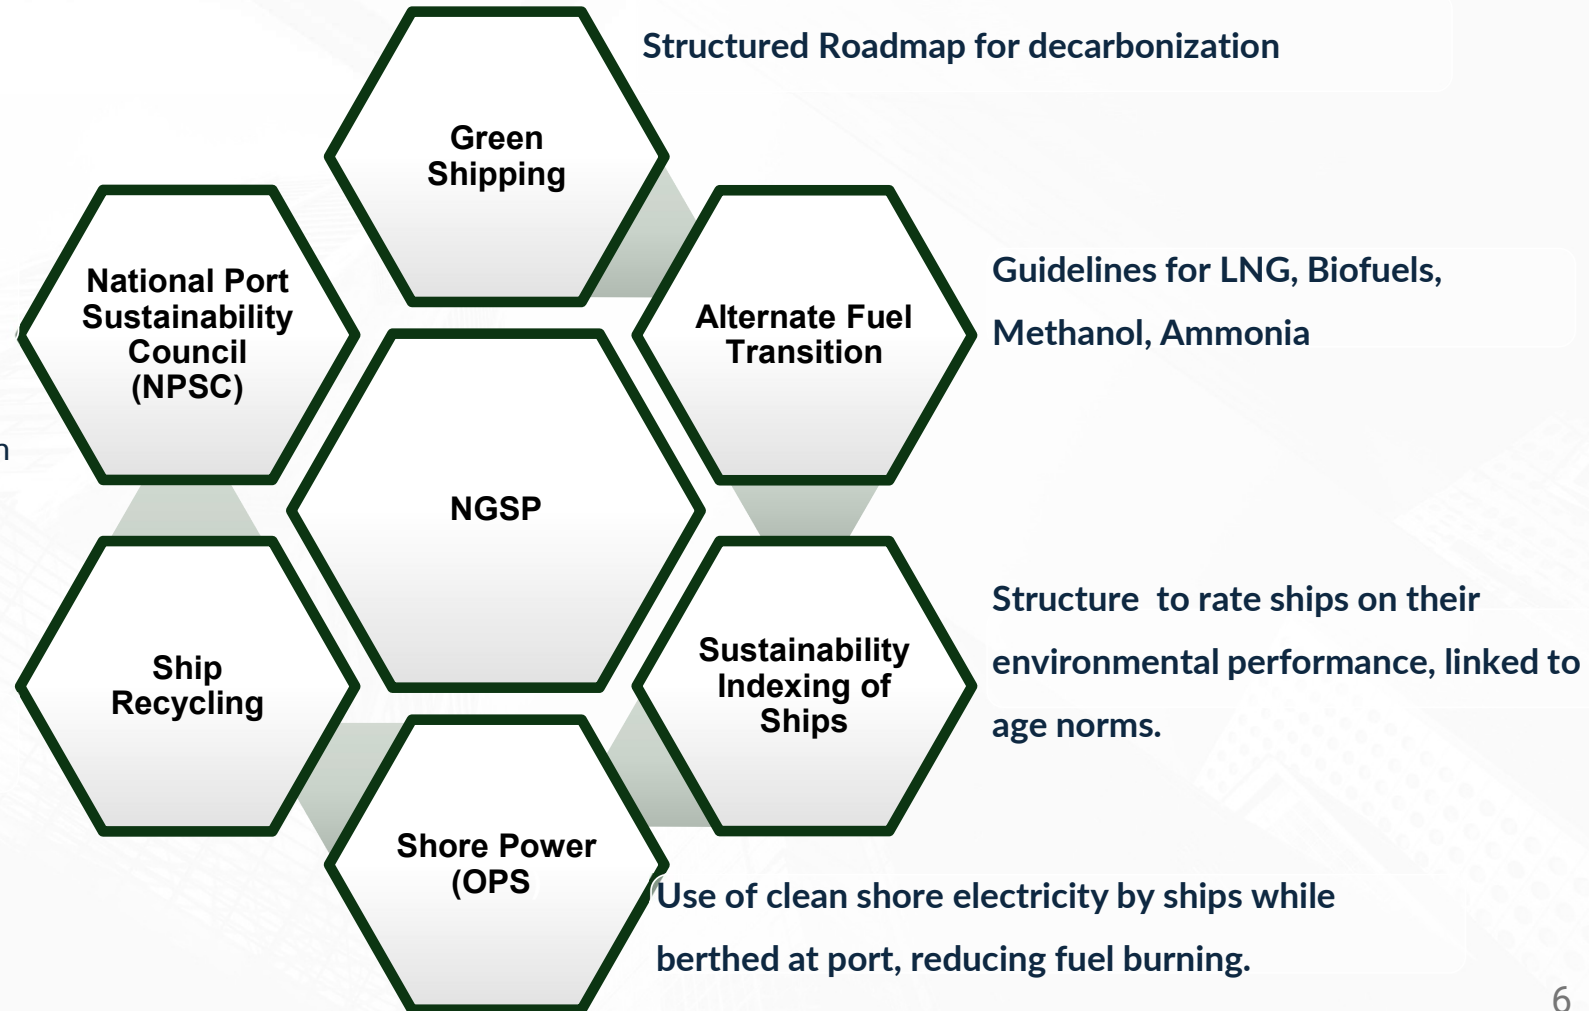 Structured Roadmap for decarbonization
Green
Shipping
National Port
Sustainability
Council
(NPSC)
Alternate Fuel
Transition
Guidelines for LNG, Biofuels,
Methanol, Ammonia
n
NGSP
Ship
Recycling
Sustainability
Indexing of
Ships
Structure  to rate ships on their
environmental performance, linked to
age norms.
Shore Power
(OPS
Use of clean shore electricity by ships while
berthed at port, reducing fuel burning.
6